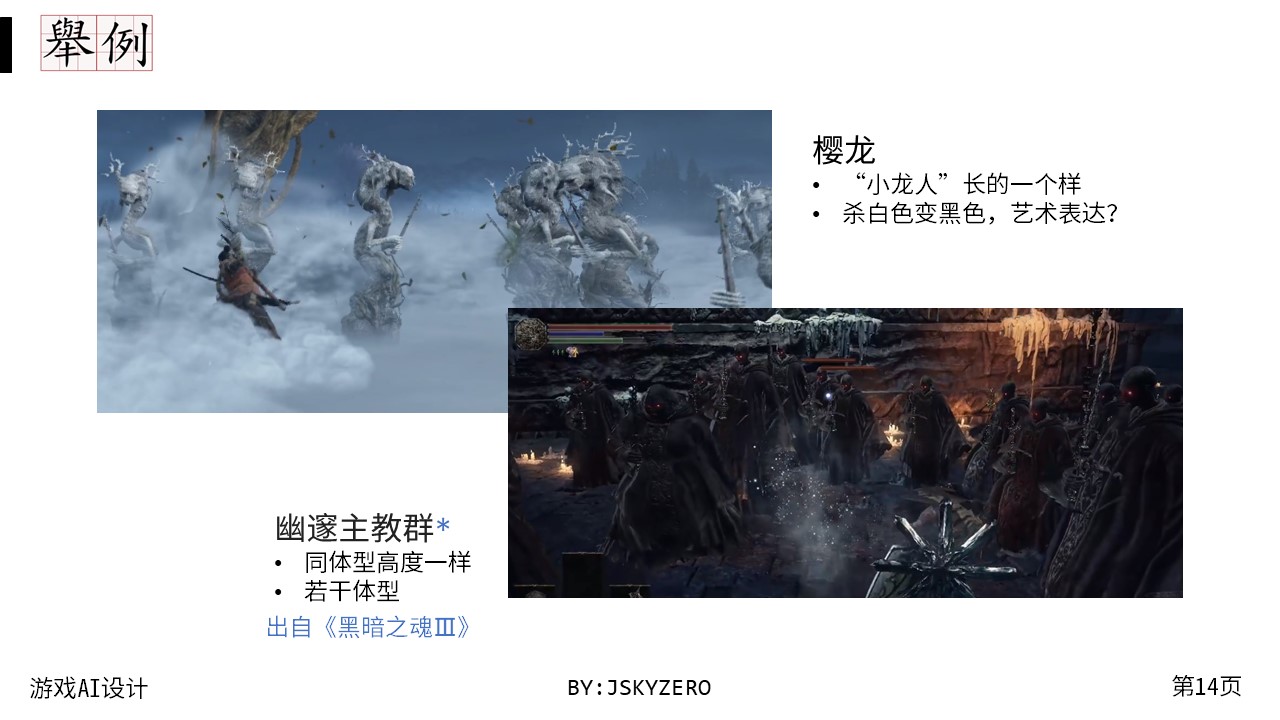 舉例
樱龙
• “小龙人”长的一个样
• 杀白色变黑色，艺术表达？
幽邃主教群*
• 同体型高度一样
• 若干体型
出自《黑暗之魂Ⅲ》
游戏AI设计
BY:JSKYZERO
第14页